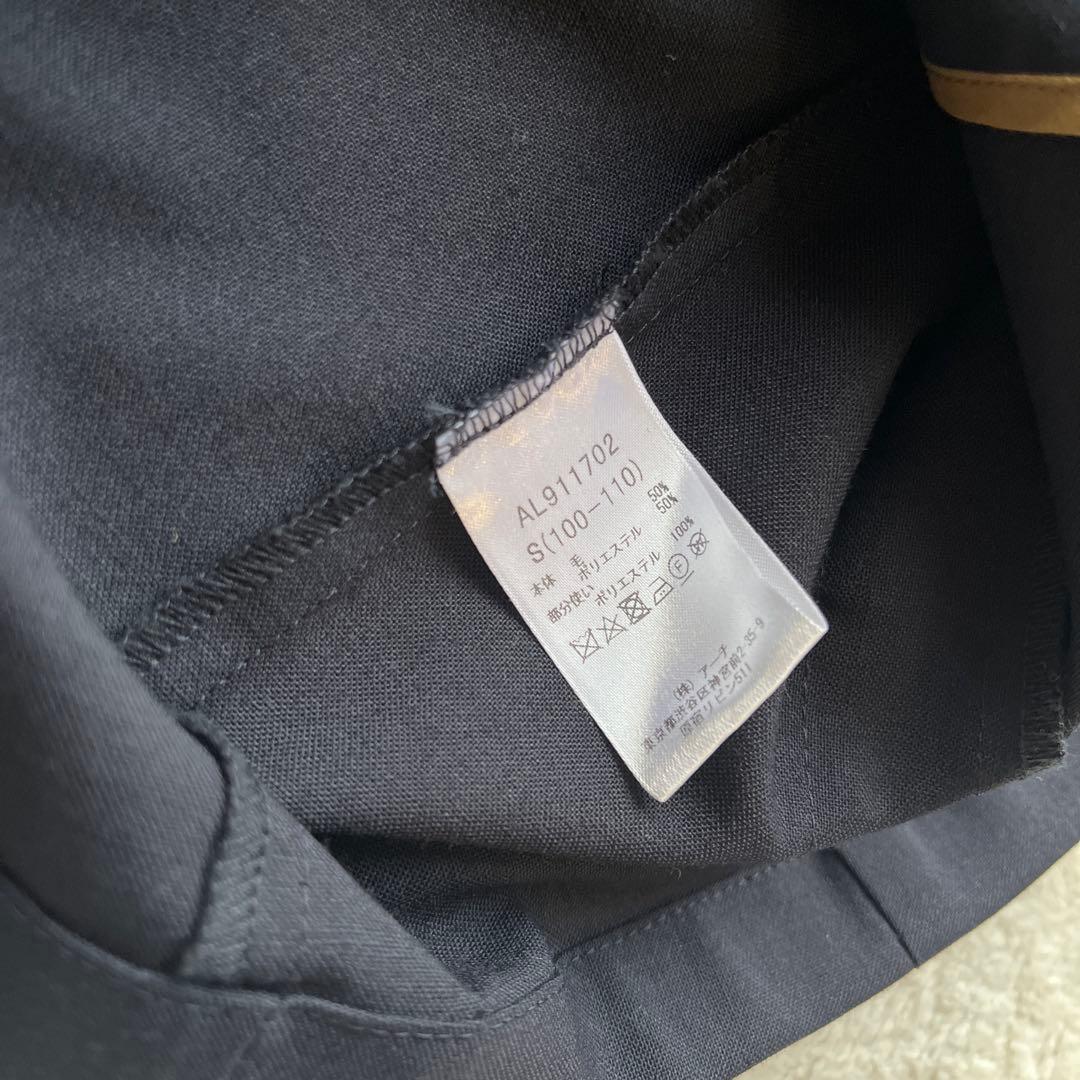 AL911702
S(100-110)
本体 毛 50%
ポリエステル 50%
部分使い ポリエステル 100%
F
(株)アーチ
東京都渋谷区神宮前2-35-9
原宿リビン511